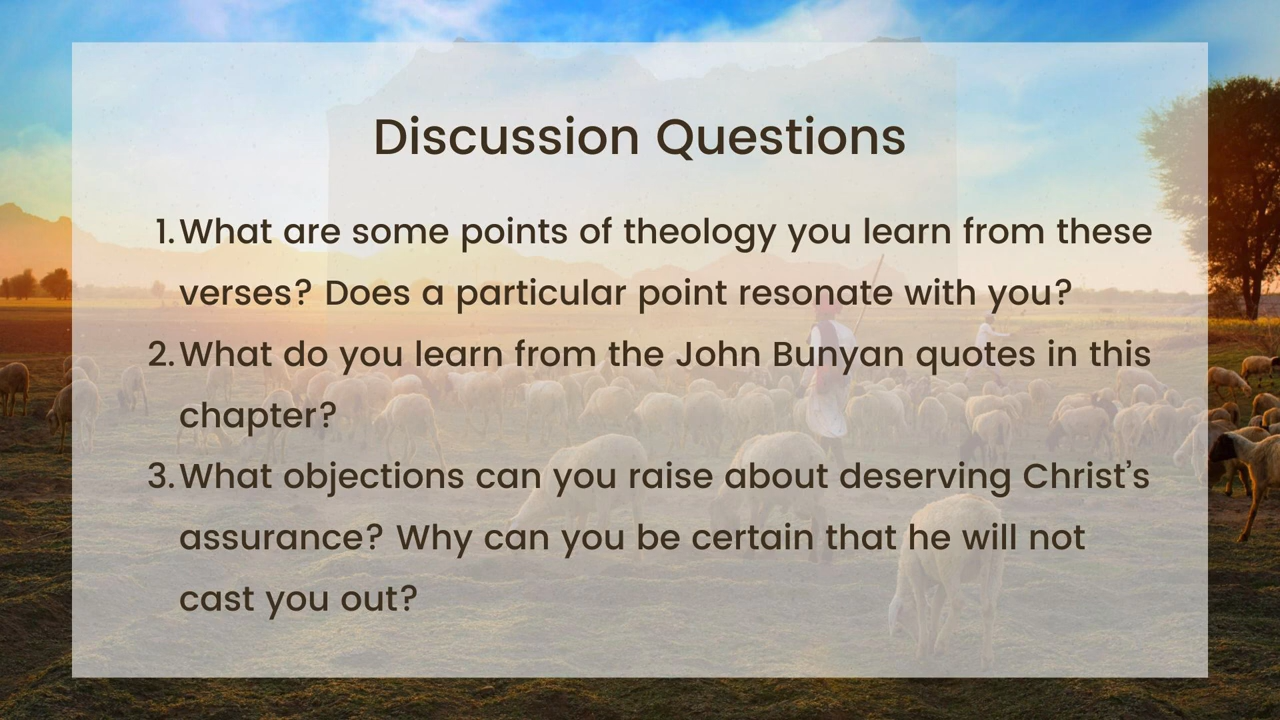 Discussion Questions
1. What are some points of theology you learn from these
verses? Does a particular point resonate with you?
2. What do you learn from the John Bunyan quotes in this
chapter?
3. What objections can you raise about deserving Christ's
assurance? Why can you be certain that he will not
cast you out?